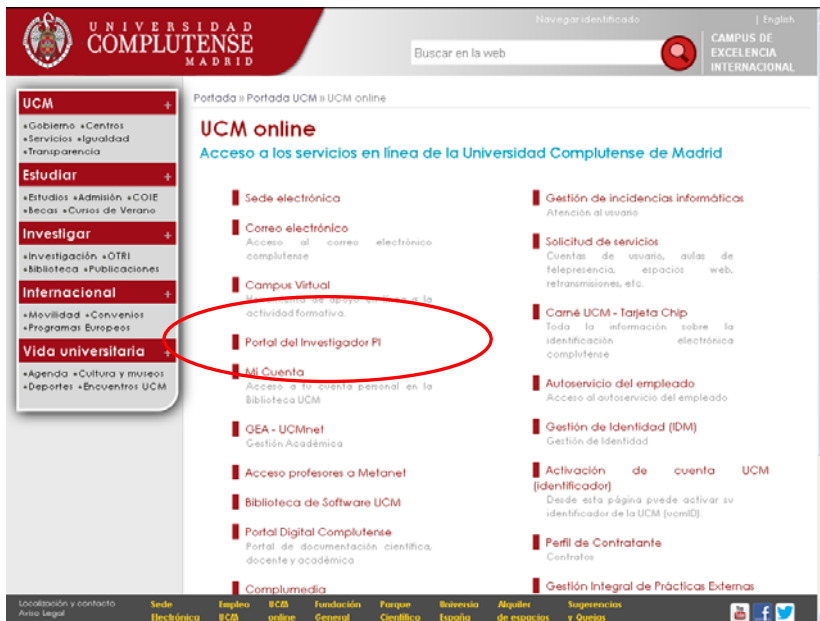 UNIVERSIDAD
COMPLUTENSE
MADRID
Navegar identificado | English
Buscar en la web
CAMPUS DE
EXCELENCIA
INTERNACIONAL
UCM +
Gobierno Centros
Servicios Igualdad
Transparencia
Estudiar +
Estudios Admisión COIE
Becas Cursos de Verano
Investigar +
Investigación OTRI
Biblioteca Publicaciones
Internacional +
Movilidad Convenios
Programas Europeos
Vida universitaria +
Agenda Cultura y museos
Deportes Encuentros UCM
Portada » Portada UCM » UCM online
UCM online
Acceso a los servicios en línea de la Universidad Complutense de Madrid
Sede electrónica
Correo electrónico
Acceso al correo electrónico
complutense
Campus Virtual
Herramienta de apoyo en línea a la
actividad formativa.
Portal del Investigador PI
Mi Cuenta
Acceso a tu cuenta personal en la
Biblioteca UCM
GEA - UCMnet
Gestión Académica
Acceso profesores a Metanet
Biblioteca de Software UCM
Portal Digital Complutense
Portal de documentación científica,
docente y académica
Complumedia
Gestión de incidencias informáticas
Atención al usuario
Solicitud de servicios
Cuentas de usuario, aulas de
telepresencia, espacios web,
retransmisiones, etc.
Carné UCM - Tarjeta Chip
Toda la información sobre la
identificación electrónica
complutense
Autoservicio del empleado
Acceso al autoservicio del empleado
Gestión de Identidad (IDM)
Gestión de Identidad
Activación de cuenta UCM
(identificador)
Desde esta página puede activar su
identificador de la UCM (ucmID).
Perfil de Contratante
Contratos
Gestión Integral de Prácticas Externas
Localización y contacto
Aviso Legal
Sede
Electrónica
Empleo
UCM
UCM
online
Fundación
General
Parque
Científico
Universia
España
Alquiler
de espacios
Sugerencias
y Quejas